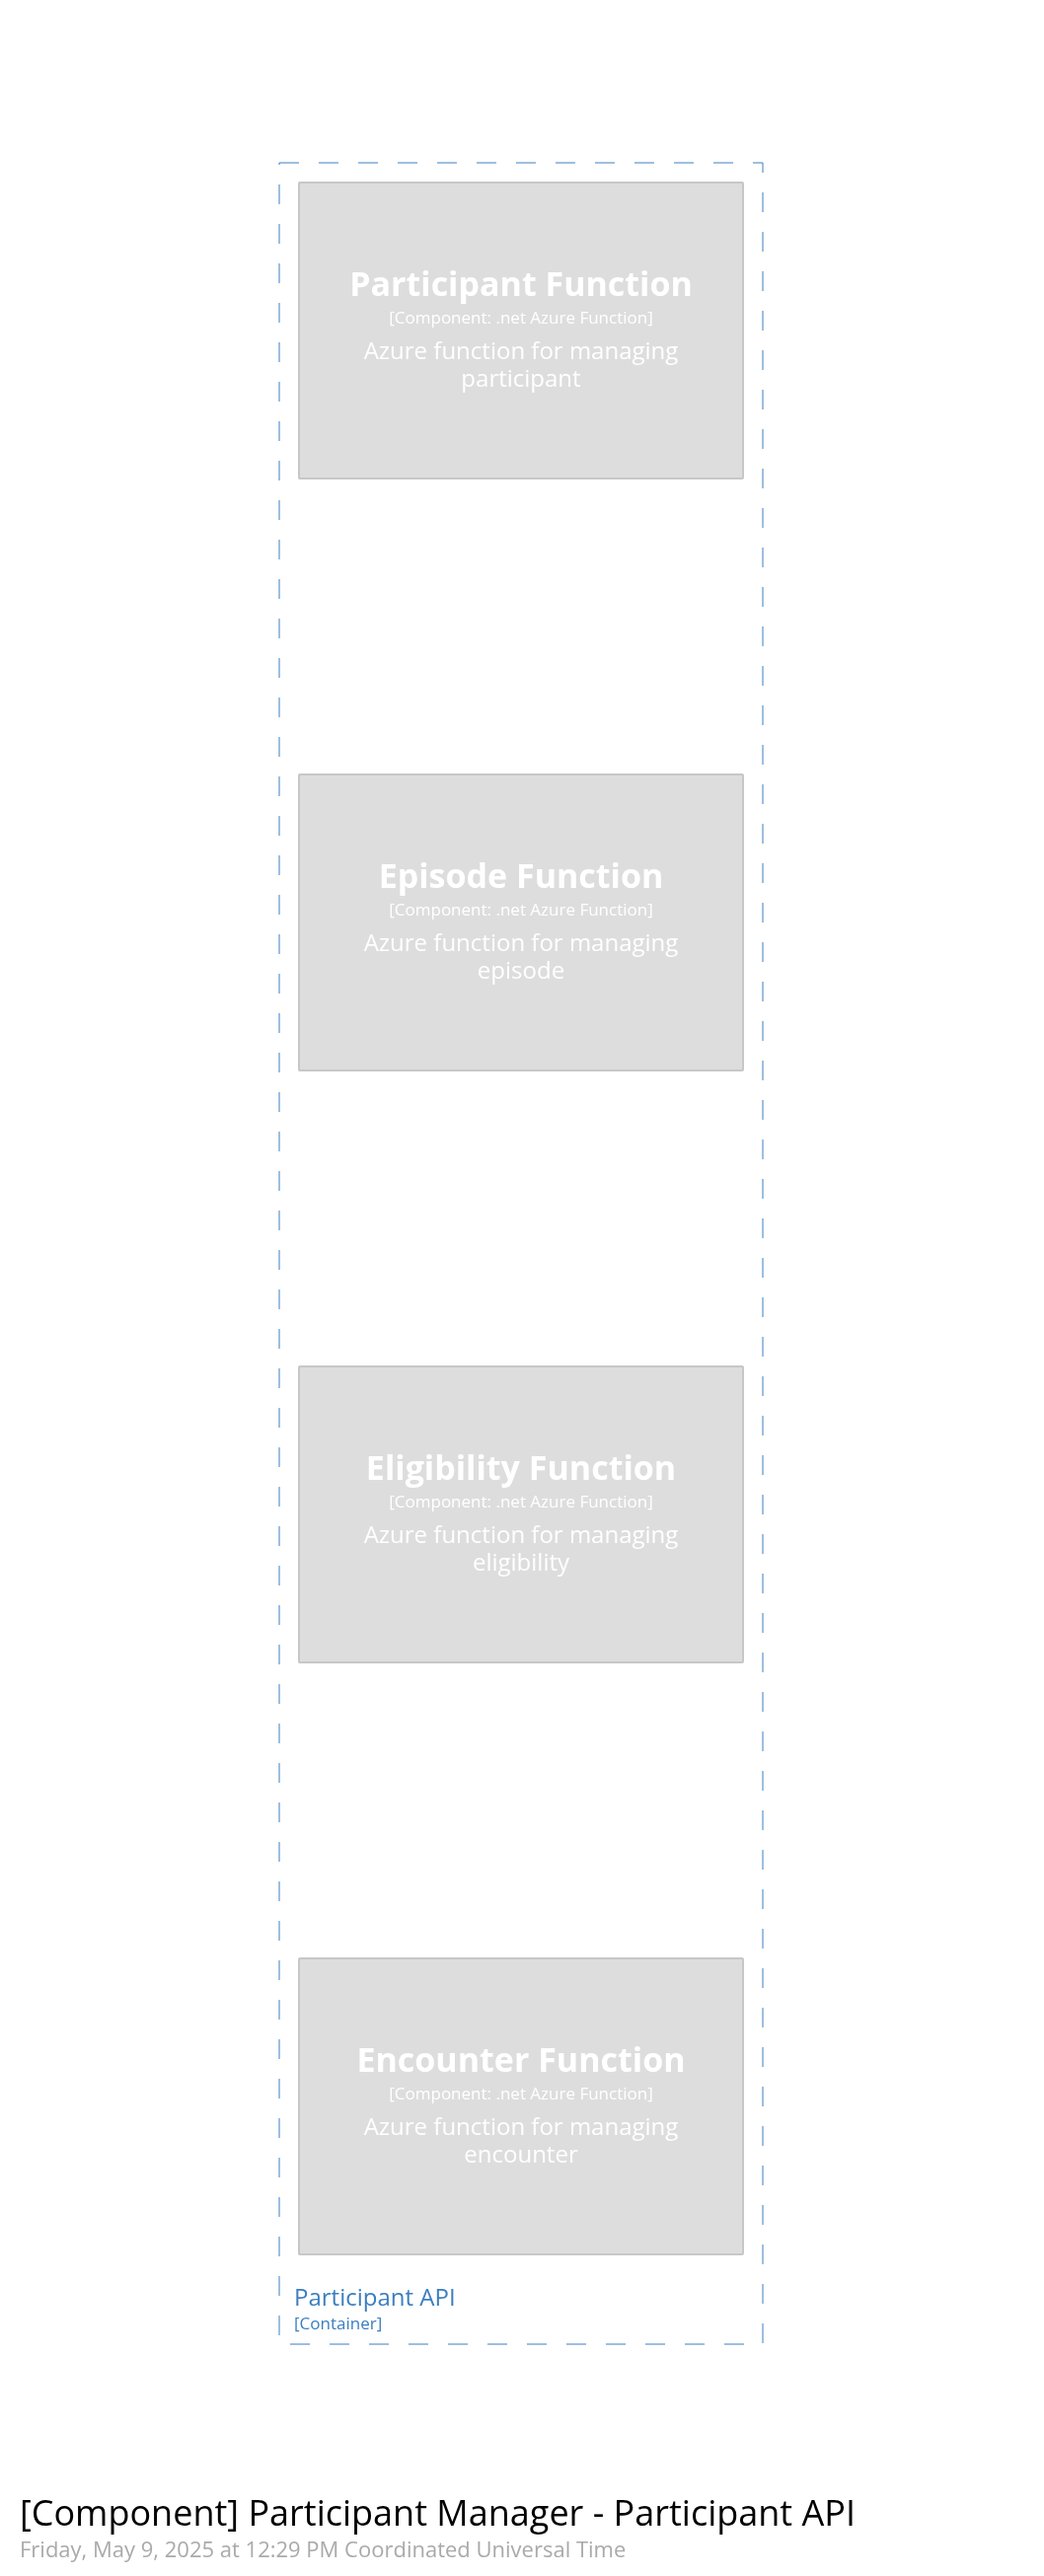 Participant Function
[Component: .net Azure Function]
Azure function for managing
participant
Episode Function
[Component: .net Azure Function]
Azure function for managing
episode
Eligibility Function
[Component: .net Azure Function]
Azure function for managing
eligibility
Encounter Function
[Component: .net Azure Function]
Azure function for managing
encounter
Participant API
[Container]
[Component] Participant Manager - Participant API
Friday, May 9, 2025 at 12:29 PM Coordinated Universal Time